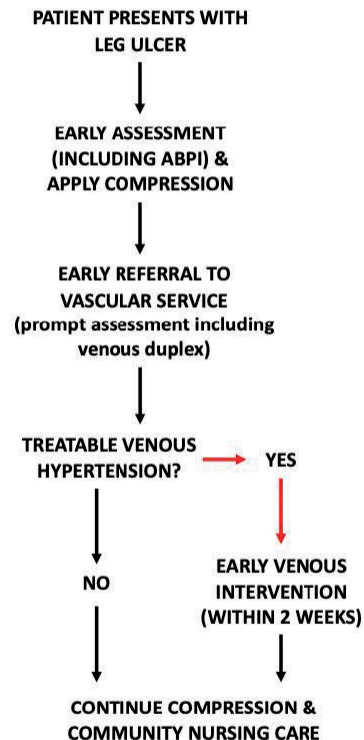 PATIENT PRESENTS WITH
LEG ULCER
EARLY ASSESSMENT
(INCLUDING ABPI) &
APPLY COMPRESSION
EARLY REFERRAL TO
VASCULAR SERVICE
(prompt assessment including
venous duplex)
TREATABLE VENOUS
HYPERTENSION?
YES
NO
EARLY VENOUS
INTERVENTION
(WITHIN 2 WEEKS)
CONTINUE COMPRESSION &
COMMUNITY NURSING CARE